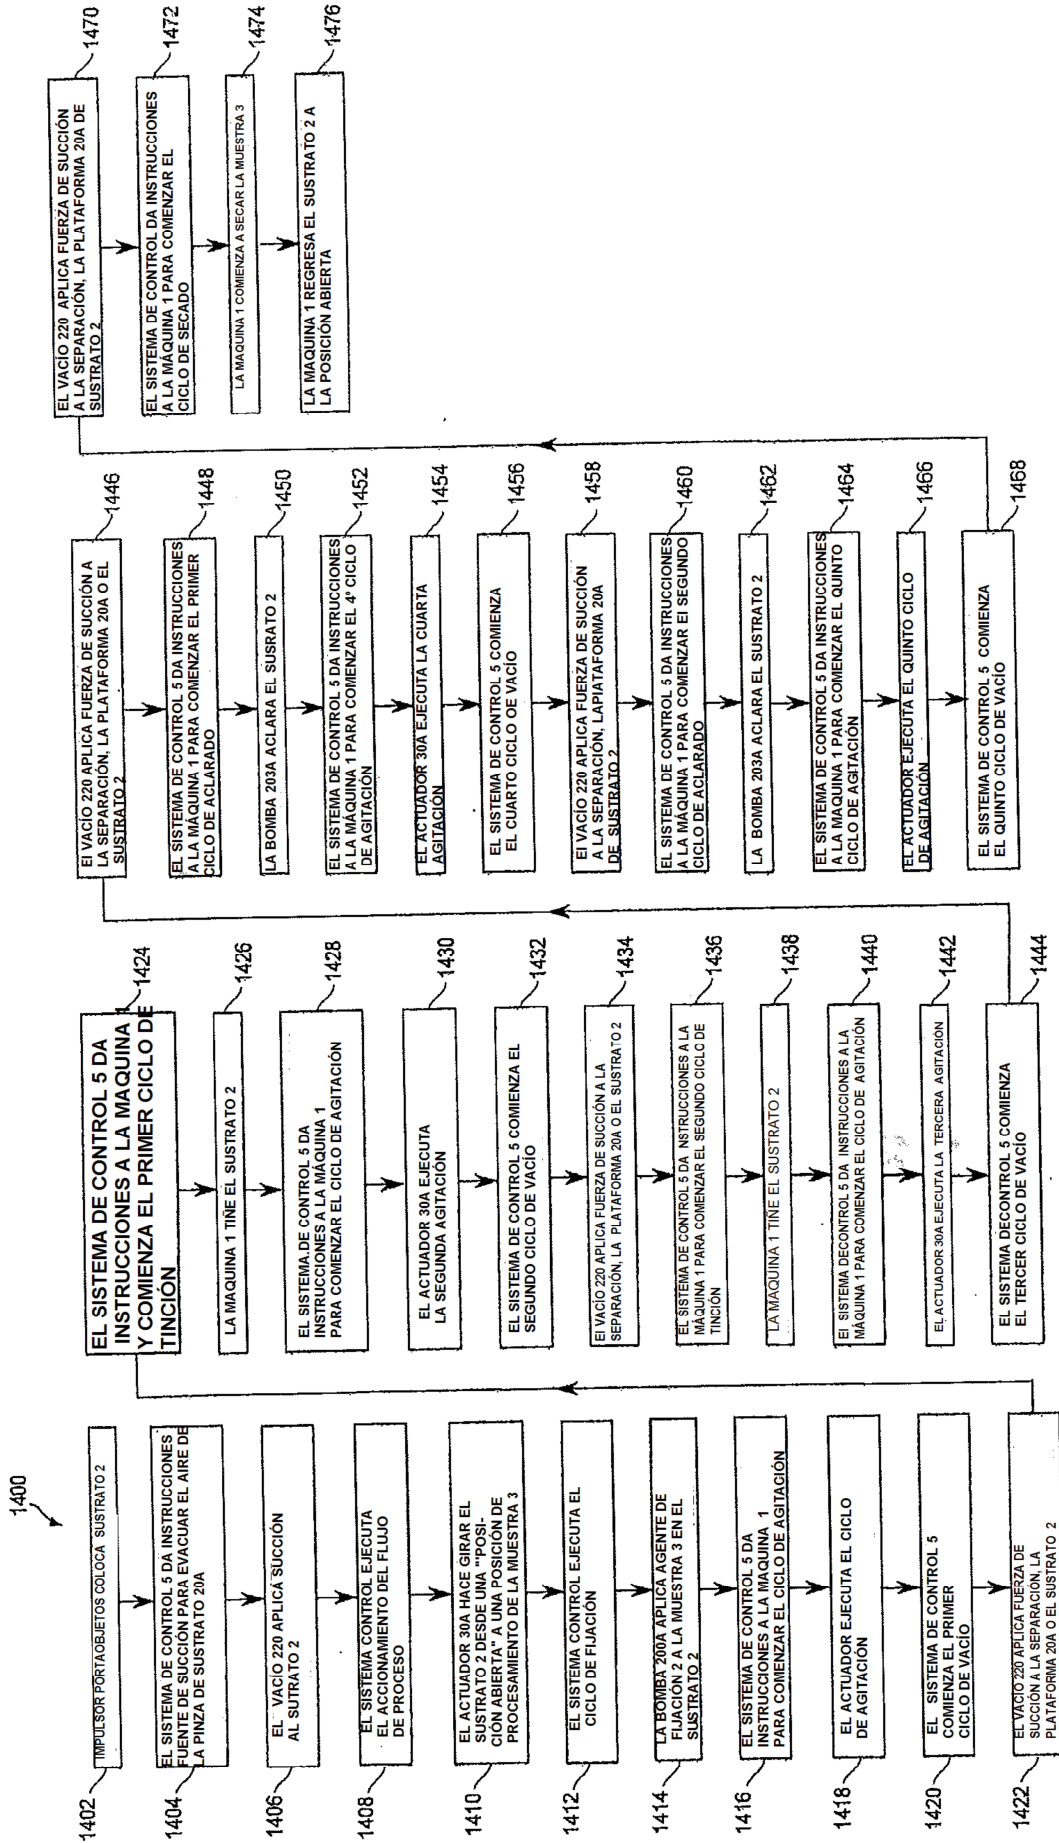 1400
1402
IMPULSOR PORTAOBJETOS COLOCA SUSTRATO 2
1404
EL SISTEMA DE CONTROL 5 DA INSTRUCCIONES
FUENTE DE SUCCIÓN PARA EVACUAR EL AIRE DE
LA PINZA DE SUSTRATO 20A
1406
EL VACÍO 220 APLICÁ SUCCIÓN
AL SUTRATO 2
1408
EL SISTEMA CONTROL EJECUTA
EL ACCIONAMIENTO DEL FLUJO
DE PROCESO
1410
EL ACTUADOR 30A HACE GIRAR EL
SUSTRATO 2 DESDE UNA "POSI-
CIÓN ABIERTA" A UNA POSICIÓN DE
PROCESAMIENTO DE LA MUESTRA 3
1412
EL SISTEMA CONTROL EJECUTA EL
CICLO DE FIJACIÓN
1414
LA BOMBA 200A APLICA AGENTE DE
FIJACIÓN 2 A LA MUESTRA 3 EN EL
SUSTRATO 2
1416
EL SISTEMA DE CONTROL 5 DA
INSTRUCCIONES A LA MAQUINA 1
PARA COMENZAR EL CICLO DE AGITACIÓN
1418
EL ACTUADOR EJECUTA EL CICLO
DE AGITACIÓN
1420
EL SISTEMA DE CONTROL 5
COMIENZA EL PRIMER
CICLO DE VACÍO
1422
EL VACÍO 220 APLICA FUERZA DE
SUCCIÓN A LA SEPARACIÓN, LA
PLATAFORMA 20A O EL SUSTRATO 2
1424
EL SISTEMA DE CONTROL 5 DA
INSTRUCCIONES A LA MAQUINA 1
Y COMIENZA EL PRIMER CICLO DE
TINCIÓN
1426
LA MAQUINA 1 TIÑE EL SUSTRATO 2
1428
EL SISTEMA.DE CONTROL 5 DA
INSTRUCCIONES A LA MÁQUINA 1
PARA COMENZAR EL CICLO DE AGITACIÓN
1430
EL ACTUADOR 30A EJECUTA
LA SEGUNDA AGITACIÓN
1432
EL SISTEMA DE CONTROL 5 COMIENZA EL
SEGUNDO CICLO DE VACÍO
1434
El VACÍO 220 APLICA FUERZA DE SUCCIÓN A LA
SEPARACIÓN, LA PLATAFORMA 20A O EL SUSTRATO 2
1436
EL SISTEMA DE CONTROL 5 DA INSTRUCCIONES A LA
MÁQUINA 1 PARA COMENZAR EL SEGUNDO CICLO DE
TINCIÓN
1438
LA MAQUINA 1 TIÑE EL SUSTRATO 2
1440
El, SISTEMA DECONTROL 5 DA INSTRUCCIONES A LA
MÁQUINA 1 PARA COMENZAR EL CICLO DE AGITACIÓN
1442
EL ACTUADOR 30A EJECUTA LA TERCERA AGITACIÓN
1444
EL SISTEMA DECONTROL 5 COMIENZA
EL TERCER CICLO DE VACÍO
1446
El VACÍO 220 APLICA FUERZA DE SUCCIÓN A
LA SEPARACIÓN, LA PLATAFORMA 20A O EL
SUSTRATO 2
1448
EL SISTEMA DE CONTROL 5 DA INSTRUCCIONES
A LA MÁQUINA 1 PARA COMENZAR EL PRIMER
CICLO DE ACLARADO
1450
LA BOMBA 203A ACLARA EL SUSRATO 2
1452
EL SISTEMA DE CONTROL 5 DA INSTRUCCIONES
A LA MÁQUINA 1 PARA COMENZAR EL 4º CICLO
DE AGITACIÓN
1454
EL ACTUADOR 30A EJECUTA LA CUARTA
AGITACIÓN
1456
EL SISTEMA DE CONTROL 5 COMIENZA
EL CUARTO CICLO DE VACÍO
1458
El VACÍO 220 APLICA FUERZA DE SUCCIÓN
A LA SEPARACIÓN, LAPIATAFORMA 20A
DE SUSTRATO 2
1460
EL SISTEMA DE CONTROL 5 DA INSTRUCCIONES
A LA MÁQUINA 1 PARA COMENZAR El SEGUNDO
CICLO DE ACLARADO
1462
LA BOMBA 203A ACLARA EL SUSTRATO 2
1464
EL SISTEMA DE CONTROL 5 DA INSTRUCCIONES
A LA MÁQUINA 1 PARA COMENZAR EL QUINTO
CICLO DE AGITACIÓN
1466
EL ACTUADOR EJECUTA EL QUINTO CICLO
DE AGITACIÓN
1468
EL SISTEMA DE CONTROL 5 COMIENZA
EL QUINTO CICLO DE VACÍO
1470
EL VACÍO 220 APLICA FUERZA DE SUCCIÓN
A LA SEPARACIÓN, LA PLATAFORMA 20A DE
SUSTRATO 2
1472
EL SISTEMA DE CONTROL DA INSTRUCCIONES
A LA MÁQUINA 1 PARA COMENZAR EL
CICLO DE SECADO
1474
LA MAQUINA 1 COMIENZA A SECAR LA MUESTRA 3
1476
LA MAQUINA 1 REGRESA EL SUSTRATO 2 A
LA POSICIÓN ABIERTA